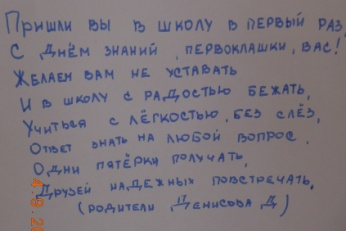 Пришли вы в школу в первый раз,
С Днём знаний, первоклашки, вас!
Желаем вам не уставать
И в школу с радостью бежать,
Учиться с лёгкостью, без слёз,
Ответ знать на любой вопрос.
Одни пятёрки получать,
Друзей надежных повстречать.
(родители Денисова Д)